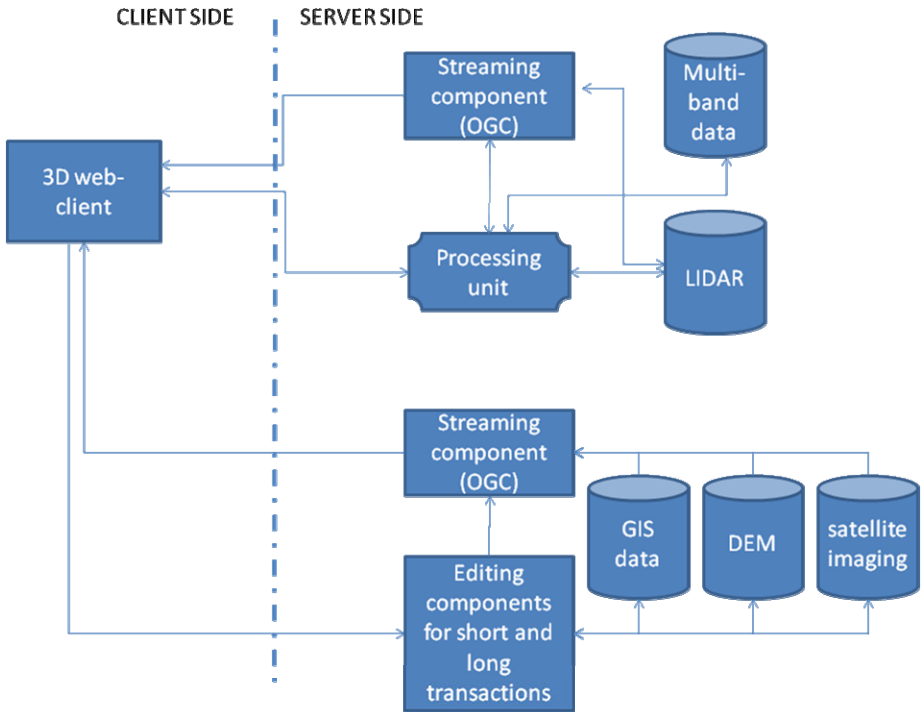 CLIENT SIDE
SERVER SIDE
Streaming
component
(OGC)
Multi-
band
data
3D web-
client
Processing
unit
LIDAR
Streaming
component
(OGC)
GIS
data
DEM
satellite
imaging
Editing
components
for short and
long
transactions